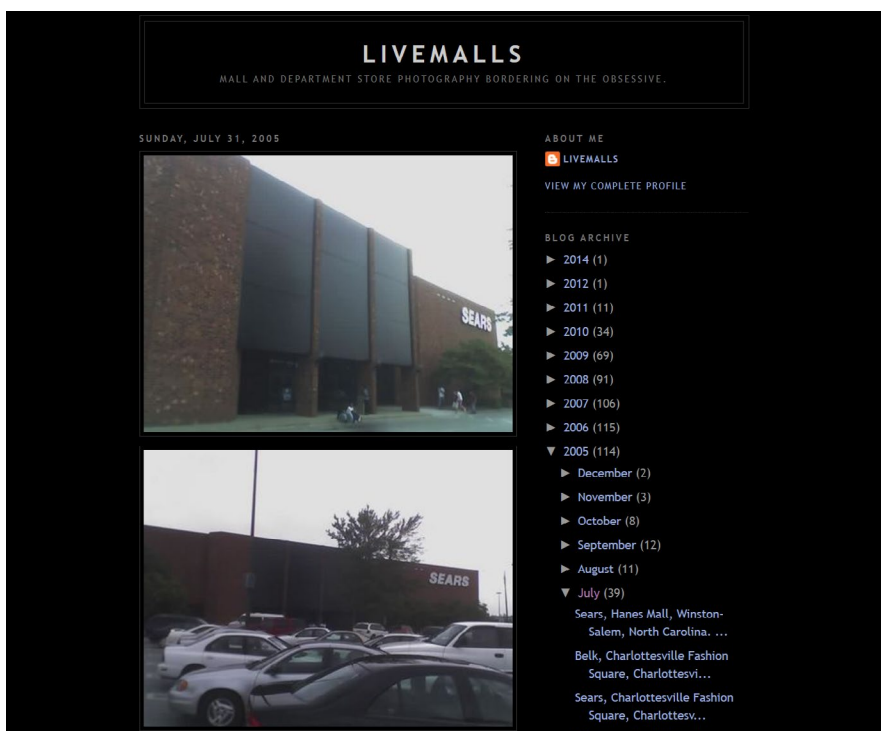 LIVEMALLS
MALL AND DEPARTMENT STORE PHOTOGRAPHY BORDERING ON THE OBSESSIVE.
SUNDAY, JULY 31, 2005
SEARS
SEARS
ABOUT ME
LIVEMALLS
VIEW MY COMPLETE PROFILE
BLOG ARCHIVE
► 2014 (1)
► 2012 (1)
► 2011 (11)
► 2010 (34)
► 2009 (69)
► 2008 (91)
► 2007 (106)
► 2006 (115)
▼ 2005 (114)
► December (2)
► November (3)
► October (8)
► September (12)
► August (11)
▼ July (39)
Sears, Hanes Mall, Winston-
Salem, North Carolina. ...
Belk, Charlottesville Fashion
Square, Charlottesvi...
Sears, Charlottesville Fashion
Square, Charlottesv...